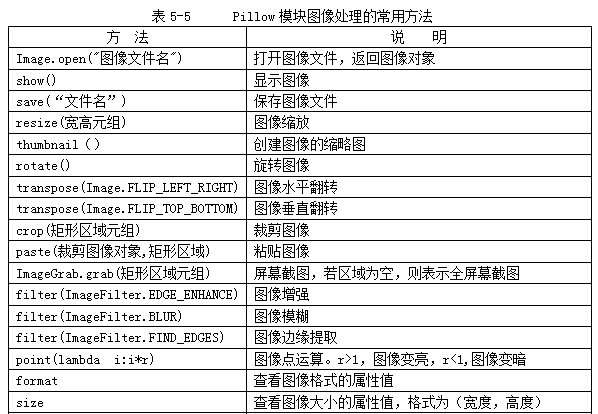 表 5-5 Pillow 模块图像处理的常用方法
方 法 说 明
Image.open("图像文件名") 打开图像文件，返回图像对象
show() 显示图像
save(“文件名”) 保存图像文件
resize(宽高元组) 图像缩放
thumbnail（） 创建图像的缩略图
rotate() 旋转图像
transpose(Image.FLIP_LEFT_RIGHT) 图像水平翻转
transpose(Image.FLIP_TOP_BOTTOM) 图像垂直翻转
crop(矩形区域元组) 裁剪图像
paste(裁剪图像对象,矩形区域) 粘贴图像
ImageGrab.grab(矩形区域元组) 屏幕截图，若区域为空，则表示全屏幕截图
filter(ImageFilter.EDGE_ENHANCE) 图像增强
filter(ImageFilter.BLUR) 图像模糊
filter(ImageFilter.FIND_EDGES) 图像边缘提取
point(lambda i:i*r) 图像点运算。r>1，图像变亮，r<1,图像变暗
format 查看图像格式的属性值
size 查看图像大小的属性值，格式为（宽度，高度）